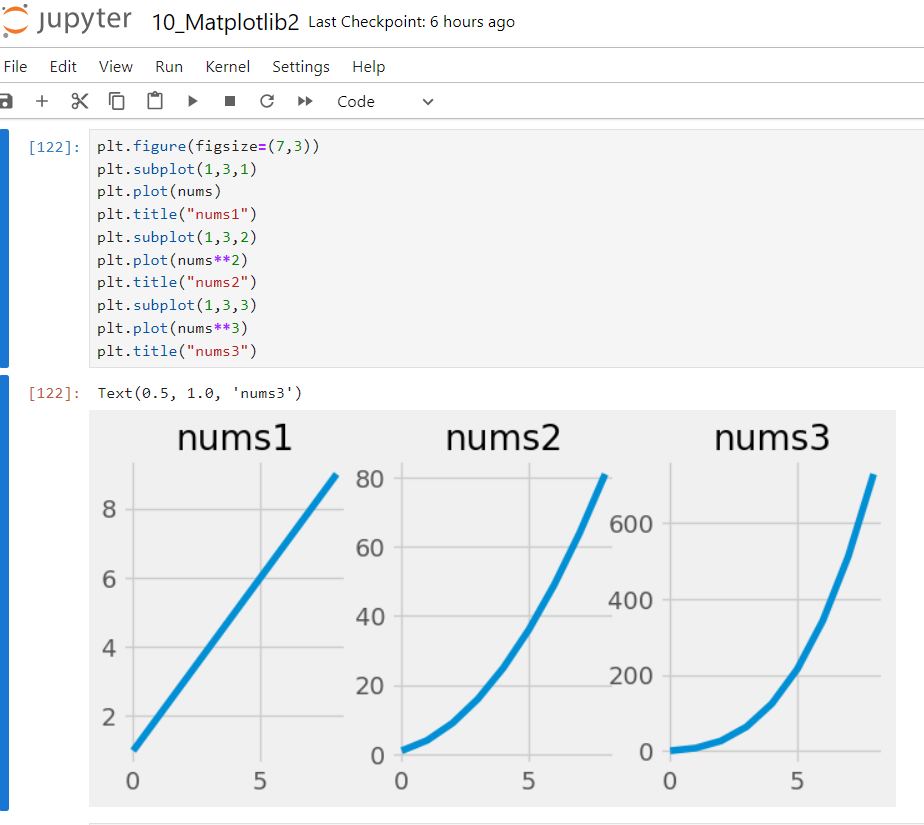 jupyter 10_Matplotlib2 Last Checkpoint: 6 hours ago
File Edit View Run Kernel Settings Help
Code
[122]: plt.figure(figsize=(7,3))
plt.subplot(1,3,1)
plt.plot(nums)
plt.title("nums1")
plt.subplot(1,3,2)
plt.plot(nums**2)
plt.title("nums2")
plt.subplot(1,3,3)
plt.plot(nums**3)
plt.title("nums3")
[122]: Text(0.5, 1.0, 'nums3')
nums1
8
6
4
2
0 5
nums2
80
60
40
20
0
0 5
nums3
600
400
200
0
0 5